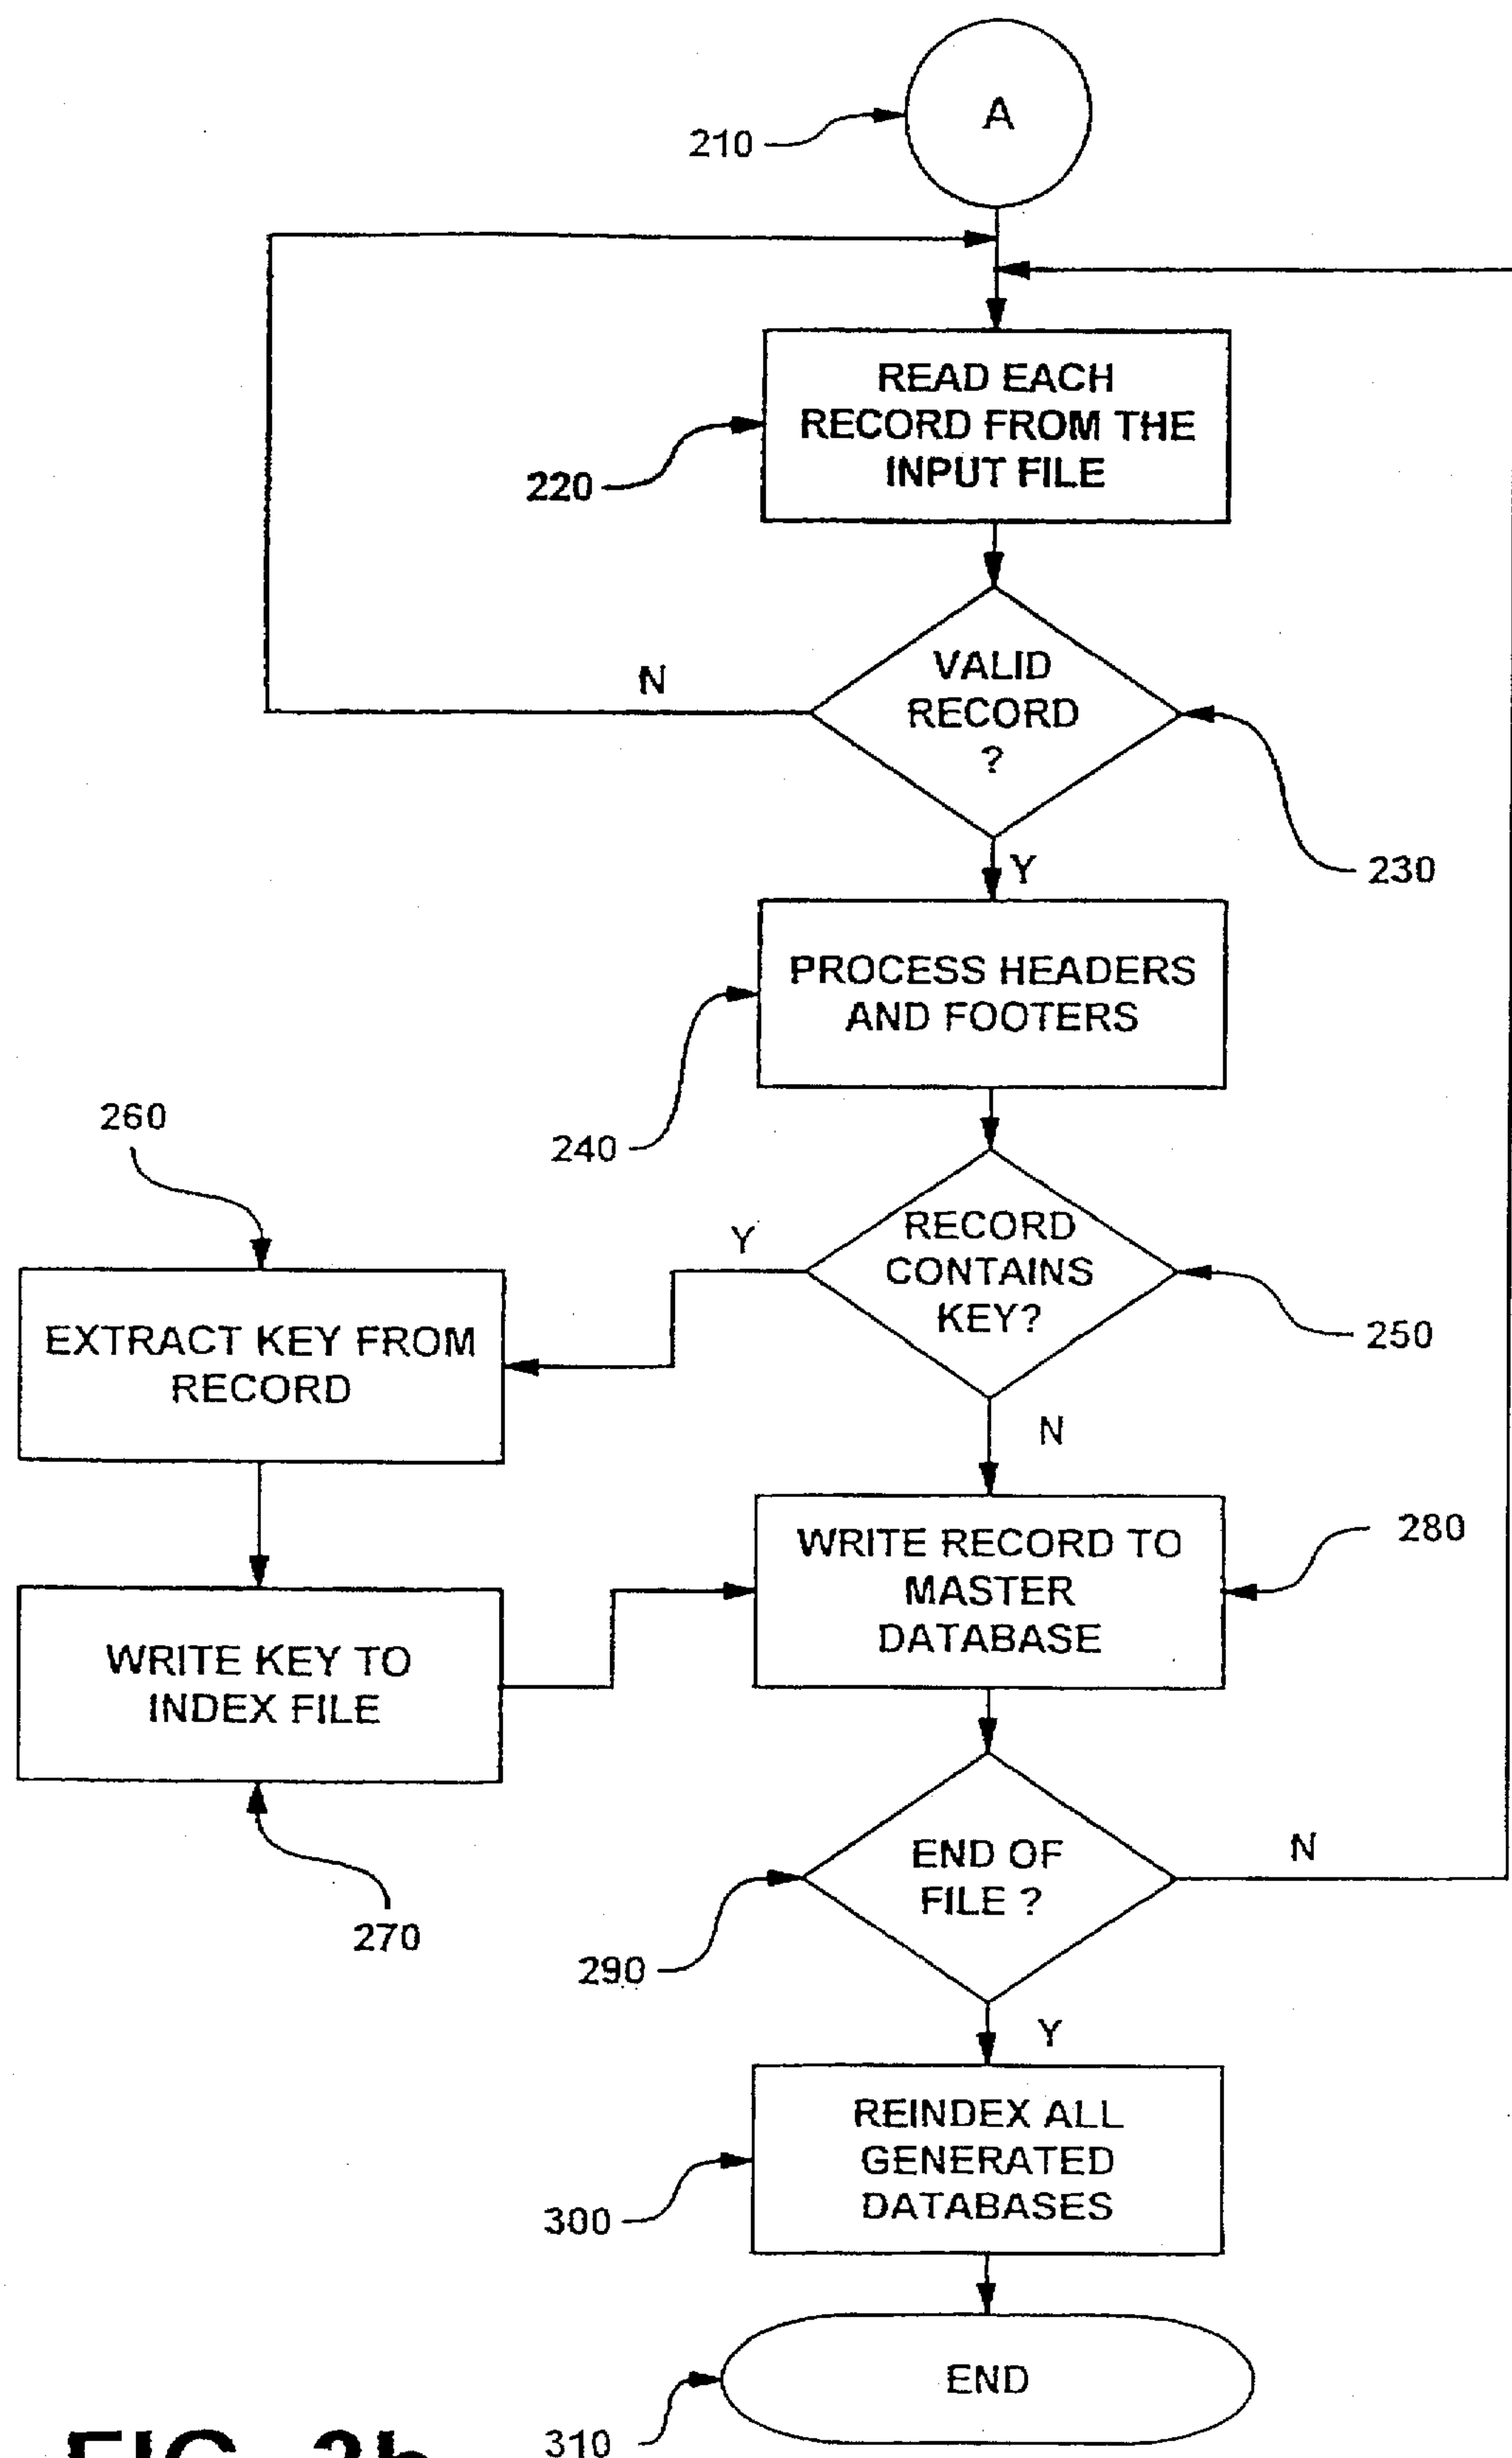 A
210
READ EACH
RECORD FROM THE
INPUT FILE
220
VALID
RECORD
?
N
230
Y
PROCESS HEADERS
AND FOOTERS
240
260
RECORD
CONTAINS
KEY?
Y
250
EXTRACT KEY FROM
RECORD
N
WRITE RECORD TO
MASTER
DATABASE
280
WRITE KEY TO
INDEX FILE
270
END OF
FILE ?
N
290
Y
REINDEX ALL
GENERATED
DATABASES
300
END
310